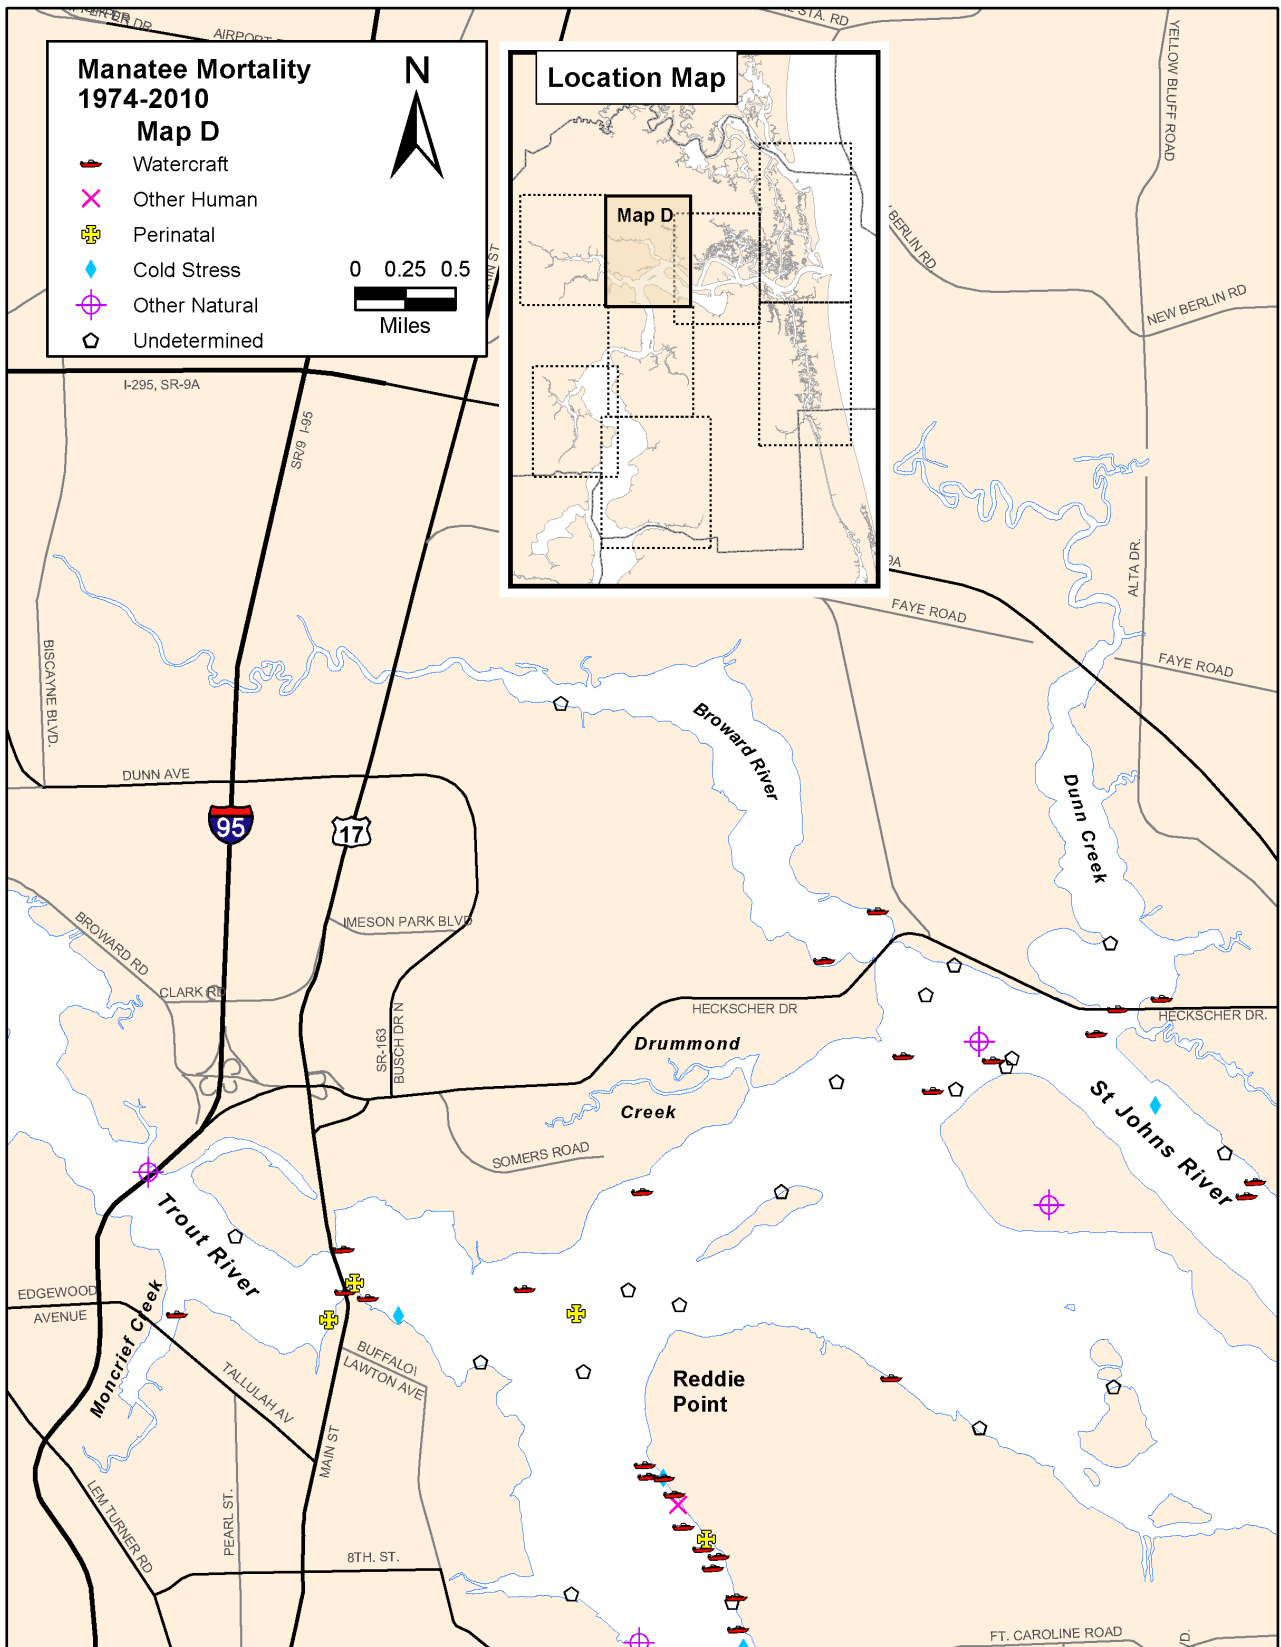 AIRPORT
STA. RD
YELLOW BLUFF ROAD
Manatee Mortality
1974-2010
Map D
N
Watercraft
Other Human
Perinatal
Cold Stress
Other Natural
Undetermined
0 0.25 0.5
Miles
Location Map
Map D
BERLIN RD
NEW BERLIN RD
I-295, SR-9A
SR/9 I-95
ST
9A
ALTA DR.
FAYE ROAD
FAYE ROAD
BISCAYNE BLVD.
Broward River
DUNN AVE
95
17
Dunn Creek
BROWARD RD
IMESON PARK BLVD
CLARK RD
HECKSCHER DR
HECKSCHER DR.
SR-163
BUSCH DR N
Drummond
Creek
St Johns River
SOMERS ROAD
Trout River
EDGEWOOD
AVENUE
Moncrief Creek
BUFFALO
LAWTON AVE
TALLULAH AV
Reddie
Point
MAIN ST
LEM TURNER RD
PEARL ST.
8TH. ST.
FT. CAROLINE ROAD